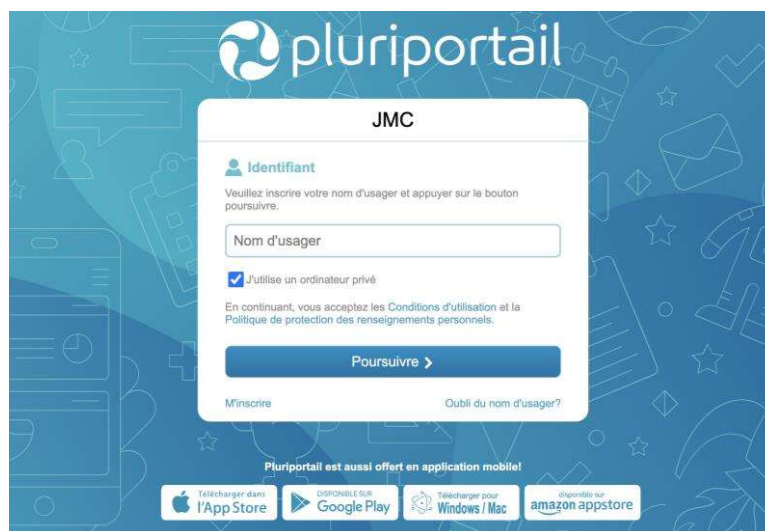 pluriportail
JMC
Identifiant
Veuillez inscrire votre nom d'usager et appuyer sur le bouton
poursuivre.
Nom d'usager
J'utilise un ordinateur privé
En continuant, vous acceptez les Conditions d'utilisation et la
Politique de protection des renseignements personnels.
Poursuivre
M'inscrire
Oubli du nom d'usager?
Pluriportail est aussi offert en application mobile!
Télécharger dans
l'App Store
DISPONIBLE SUR
Google Play
Télécharger pour
Windows / Mac
disponible sur
amazon appstore